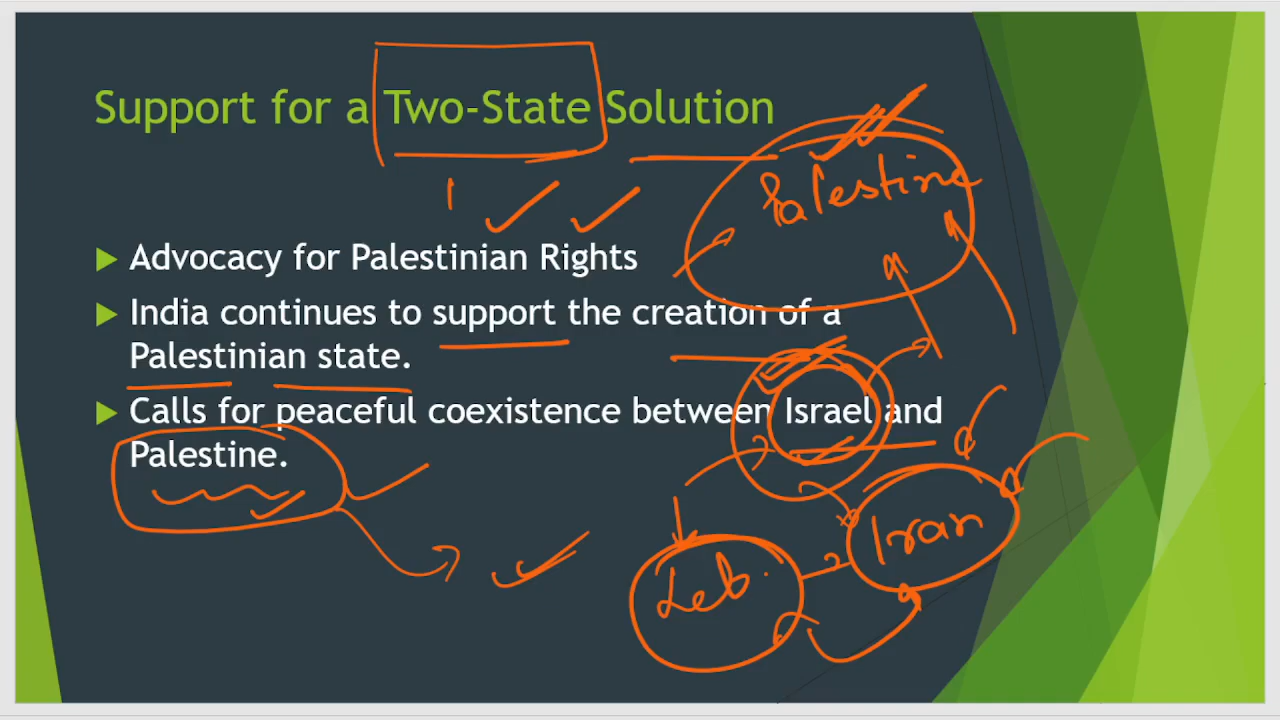 Support for a Two-State Solution
Palestine
Advocacy for Palestinian Rights
India continues to support the creation of a
Palestinian state.
Calls for peaceful coexistence between Israel and
Palestine.
Iran
Leb.